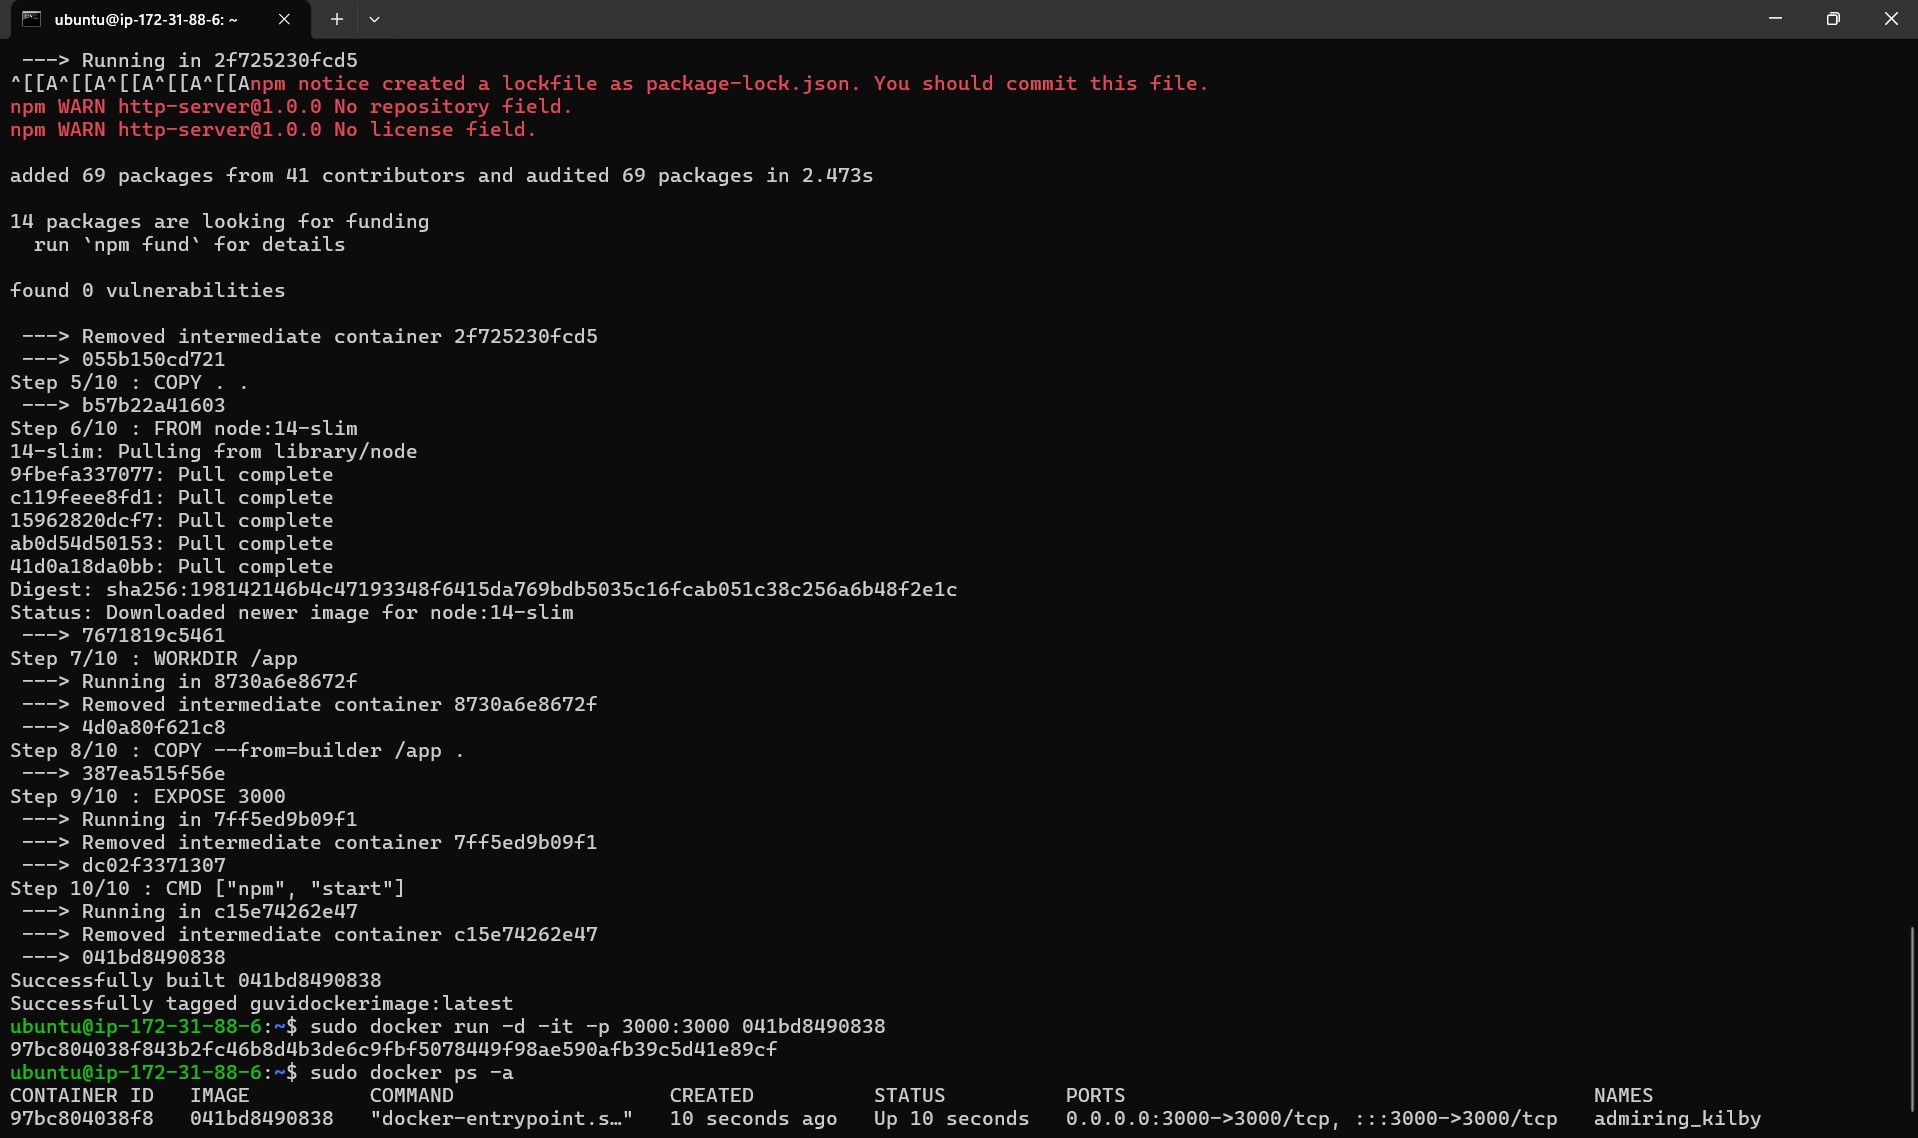 ubuntu@ip-172-31-88-6: ~
---> Running in 2f725230fcd5
^[[A^[[A^[[A^[[A^[[Anpm notice created a lockfile as package-lock.json. You should commit this file.
npm WARN http-server@1.0.0 No repository field.
npm WARN http-server@1.0.0 No license field.
added 69 packages from 41 contributors and audited 69 packages in 2.473s
14 packages are looking for funding
run `npm fund` for details
found 0 vulnerabilities
---> Removed intermediate container 2f725230fcd5
---> 055b150cd721
Step 5/10 : COPY . .
---> b57b22a41603
Step 6/10 : FROM node:14-slim
14-slim: Pulling from library/node
9fbefa337077: Pull complete
c119feee8fd1: Pull complete
15962820dcf7: Pull complete
ab0d54d50153: Pull complete
41d0a18da0bb: Pull complete
Digest: sha256:198142146b4c47193348f6415da769bdb5035c16fcab051c38c256a6b48f2e1c
Status: Downloaded newer image for node:14-slim
---> 7671819c5461
Step 7/10 : WORKDIR /app
---> Running in 8730a6e8672f
---> Removed intermediate container 8730a6e8672f
---> 4d0a80f621c8
Step 8/10 : COPY --from=builder /app .
---> 387ea515f56e
Step 9/10 : EXPOSE 3000
---> Running in 7ff5ed9b09f1
---> Removed intermediate container 7ff5ed9b09f1
---> dc02f3371307
Step 10/10 : CMD ["npm", "start"]
---> Running in c15e74262e47
---> Removed intermediate container c15e74262e47
---> 041bd8490838
Successfully built 041bd8490838
Successfully tagged guvidockerimage:latest
ubuntu@ip-172-31-88-6:~$ sudo docker run -d -it -p 3000:3000 041bd8490838
97bc804038f843b2fc46b8d4b3de6c9fbf5078449f98ae590afb39c5d41e89cf
ubuntu@ip-172-31-88-6:~$ sudo docker ps -a
CONTAINER ID IMAGE COMMAND CREATED STATUS PORTS NAMES
97bc804038f8 041bd8490838 "docker-entrypoint.s…" 10 seconds ago Up 10 seconds 0.0.0.0:3000->3000/tcp, :::3000->3000/tcp admiring_kilby